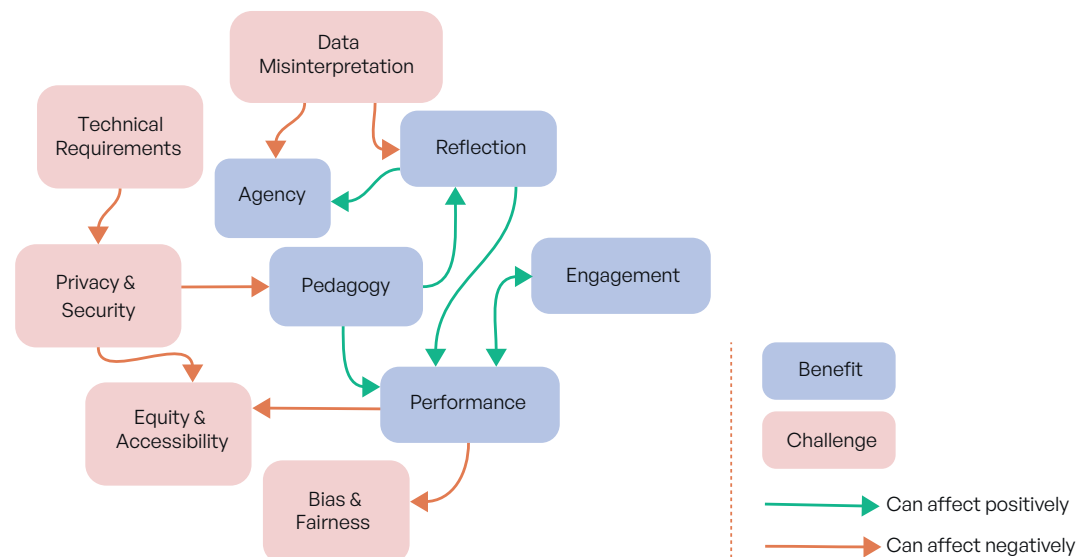 Data
Misinterpretation
Technical
Requirements
Reflection
Agency
Privacy &
Security
Pedagogy
Engagement
Equity &
Accessibility
Performance
Bias &
Fairness
Benefit
Challenge
Can affect positively
Can affect negatively